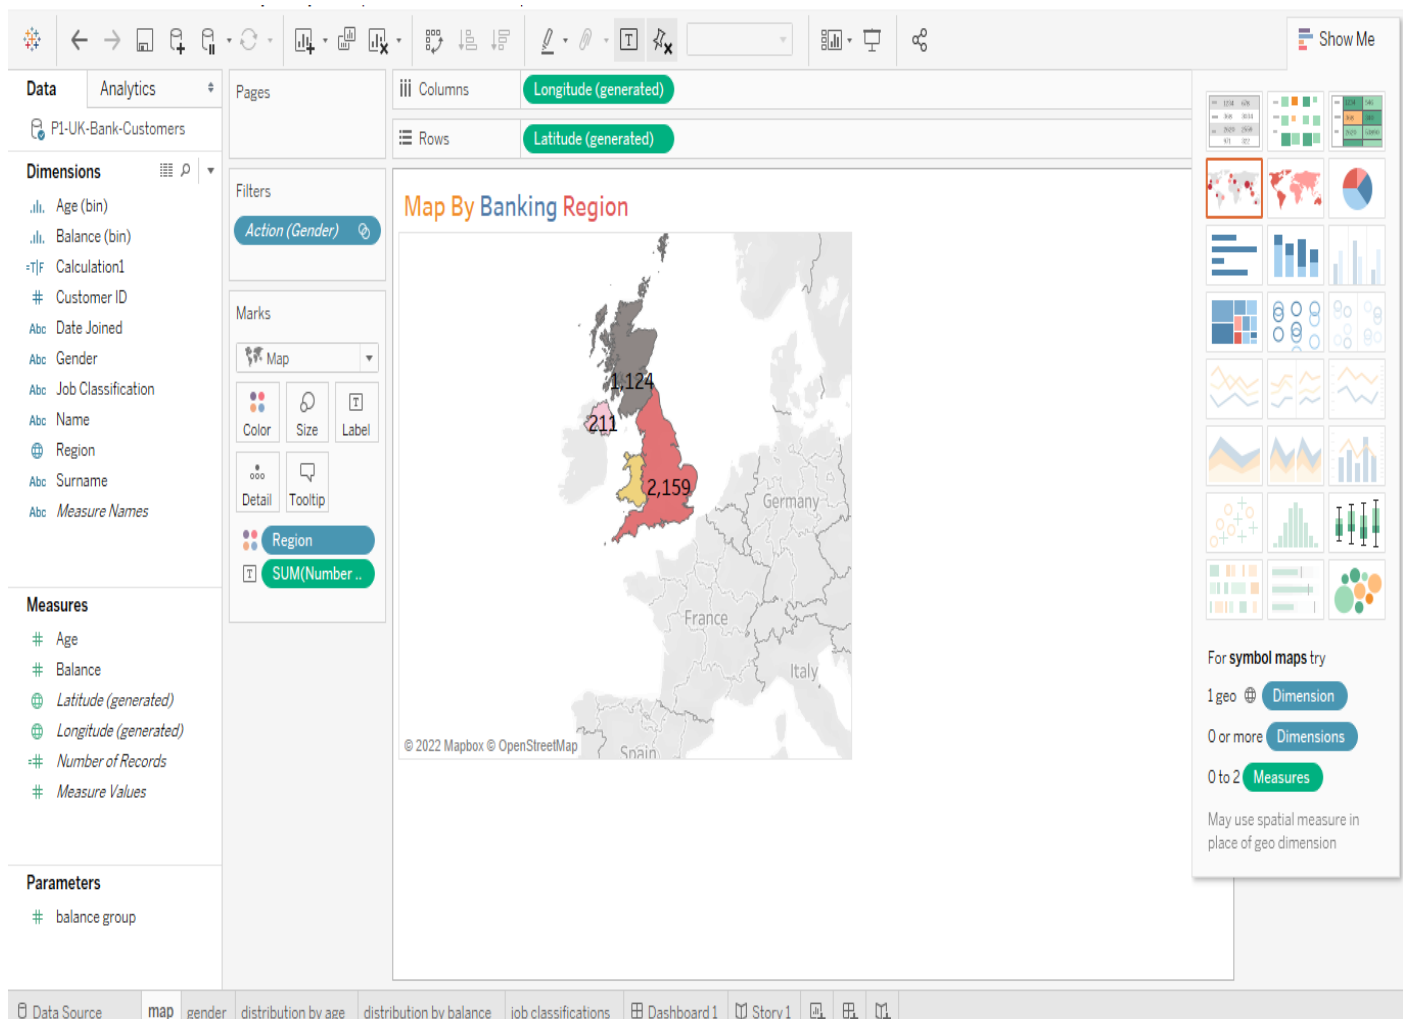 Show Me
Data
Analytics
Pages
Columns
Longitude (generated)
P1-UK-Bank-Customers
Rows
Latitude (generated)
Dimensions
Filters
Action (Gender)
Age (bin)
Balance (bin)
=T|F Calculation1
# Customer ID
Abc Date Joined
Abc Gender
Abc Job Classification
Abc Name
Region
Abc Surname
Abc Measure Names
Marks
Map
Color
Size
T
Label
Detail
Tooltip
Region
T
SUM(Number ..
Map By Banking Region
1,124
211
2,159
Germany
France
Italy
Spain
© 2022 Mapbox © OpenStreetMap
Measures
# Age
# Balance
Latitude (generated)
Longitude (generated)
=# Number of Records
# Measure Values
Parameters
# balance group
For symbol maps try
1 geo Dimension
0 or more Dimensions
0 to 2 Measures
May use spatial measure in
place of geo dimension
Data Source
map
gender
distribution by age
distribution by balance
job classifications
Dashboard 1
Story 1